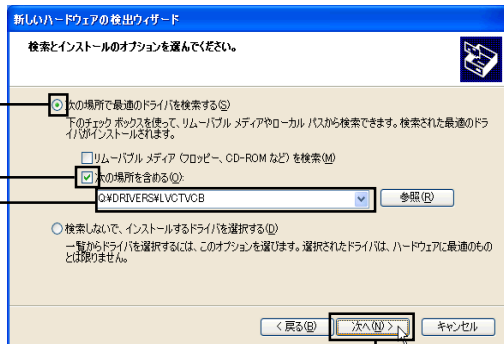 新しいハードウェアの検出ウィザード
検索とインストールのオプションを選んでください。
次の場所で最適のドライバを検索する(S)
下のチェック ボックスを使って、リムーバブル メディアやローカル パスから検索できます。検索された最適のドラ
イバがインストールされます。
リムーバブル メディア (フロッピー、CD-ROM など) を検索(M)
次の場所を含める(O):
Q:¥DRIVERS¥LVCTVCB
参照(R)
検索しないで、インストールするドライバを選択する(D)
一覧からドライバを選択するには、このオプションを選びます。選択されたドライバは、ハードウェアに最適のもの
とは限りません。
< 戻る(B)
次へ(N) >
キャンセル